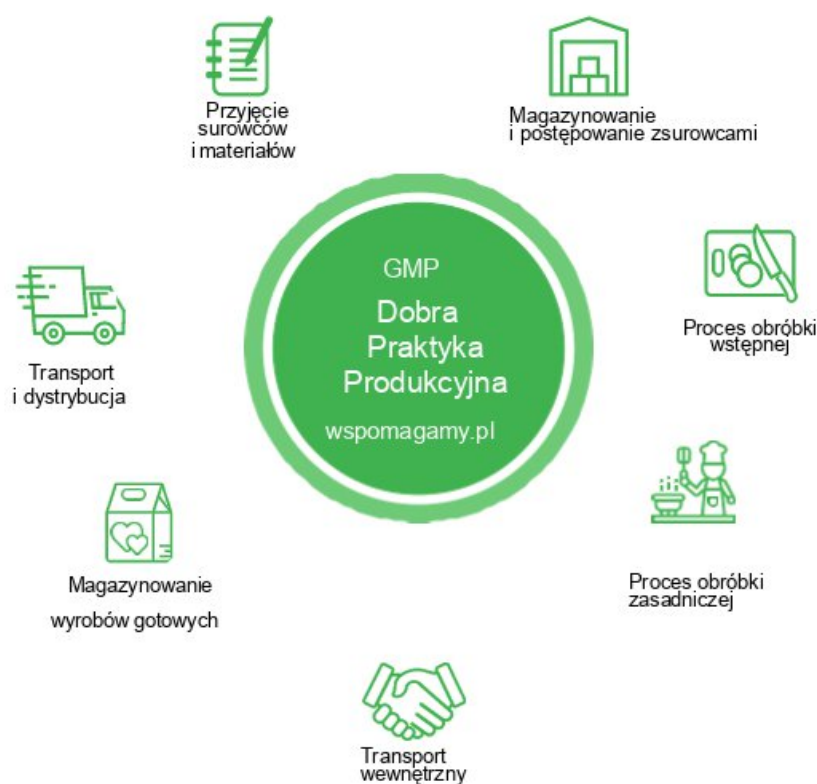 Przyjęcie
surowców
i materiałów
Magazynowanie
i postępowanie zsurowcami
GMP
Dobra
Praktyka
Produkcyjna
wspomagamy.pl
Proces obróbki
wstępnej
Transport
i dystrybucja
Proces obróbki
zasadniczej
Magazynowanie
wyrobów gotowych
Transport
wewnętrzny